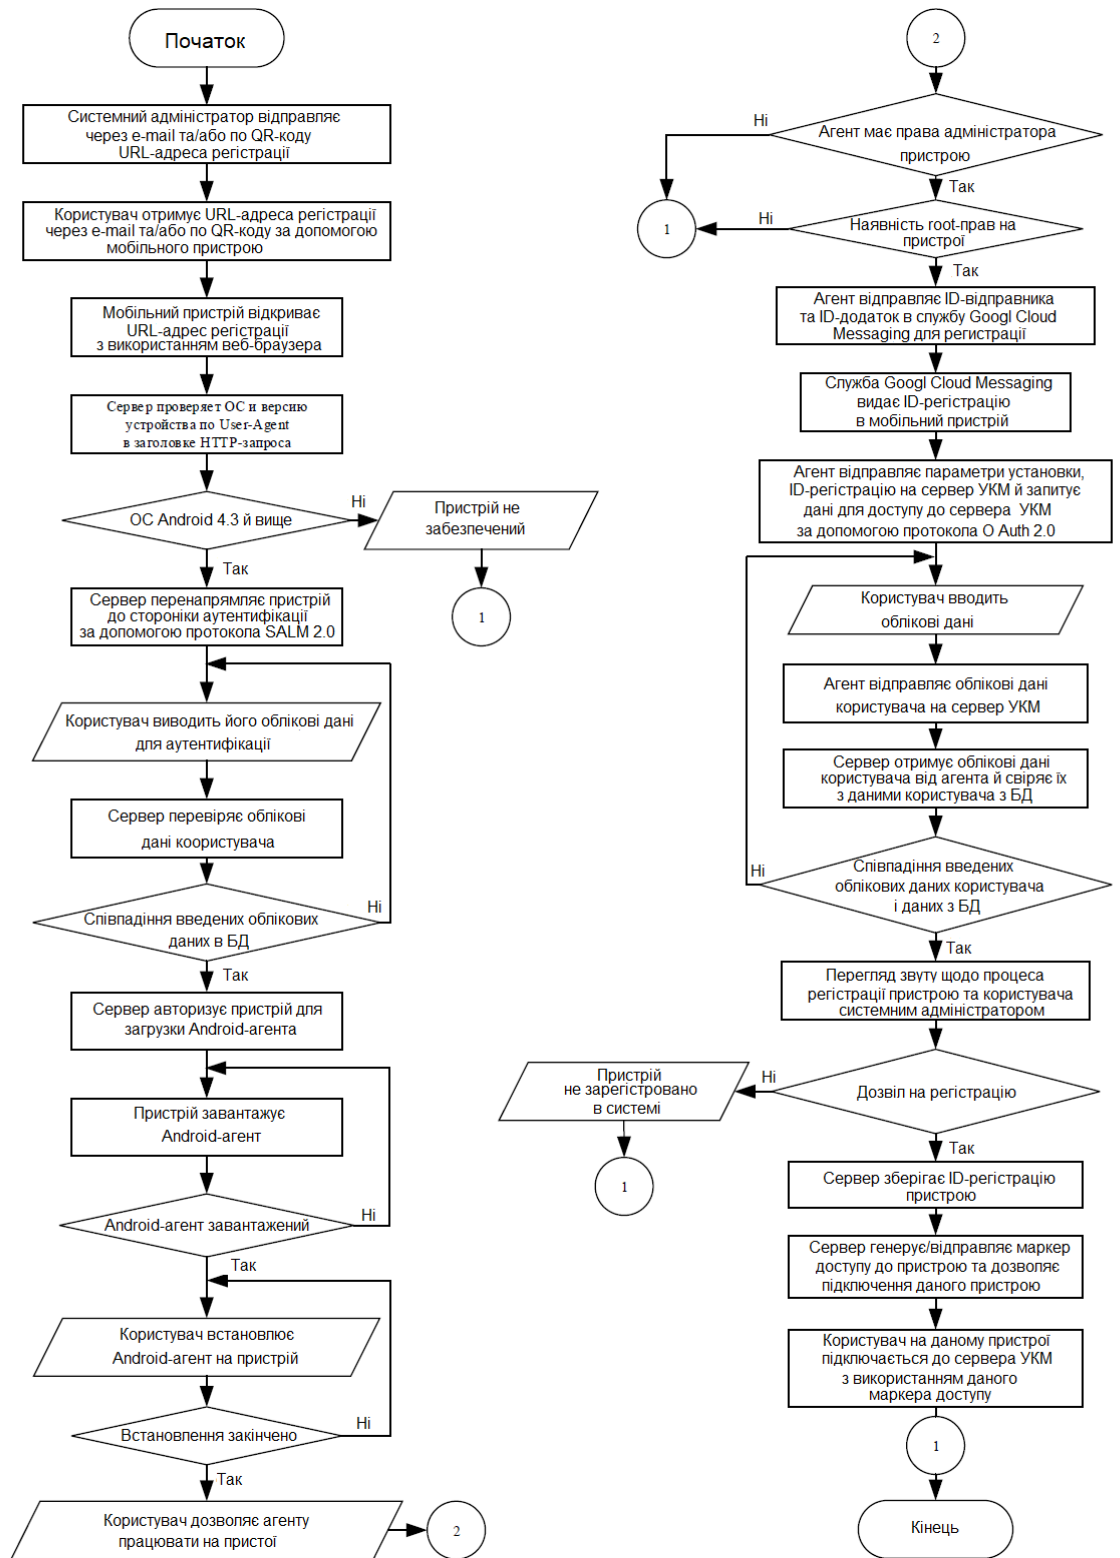 Початок
Системний адміністратор відправляє
через e-mail та/або по QR-коду
URL-адреса регістрації
Користувач отримує URL-адреса регістрації
через e-mail та/або по QR-коду за допомогою
мобільного пристрою
Мобільний пристрій відкриває
URL-адрес регістрації
з використанням веб-браузера
Сервер проверяет ОС и версию
устройства по User-Agent
в заголовке HTTP-запроса
ОС Android 4.3 й вище
Ні
Пристрій не
забезпечений
1
Так
Сервер перенапрямляє пристрій
до стороніки аутентифікації
за допомогою протокола SALM 2.0
Користувач виводить його облікові дані
для аутентифікації
Сервер перевіряє облікові
дані коористувача
Співпадіння введених облікових
даних в БД
Ні
Так
Сервер авторизує пристрій для
загрузки Android-агента
Пристрій завантажує
Android-агент
Android-агент завантажений
Ні
Так
Користувач встановлює
Android-агент на пристрій
Встановлення закінчено
Ні
Так
Користувач дозволяє агенту
працювати на пристої
2
2
Агент має права адміністратора
пристрою
Ні
Так
Наявність root-прав на
пристрої
Ні
1
Так
Агент відправляє ID-відправника
та ID-додаток в службу Googl Cloud
Messaging для регистрації
Служба Googl Cloud Messaging
видає ID-регістрацію
в мобільний пристрій
Агент відправляє параметри установки,
ID-регістрацію на сервер УКМ й запитує
дані для доступу до сервера УКМ
за допомогою протокола O Auth 2.0
Користувач вводить
облікові дані
Агент відправляє облікові дані
користувача на сервер УКМ
Сервер отримує облікові дані
користувача від агента й свіряє їх
з даними користувача з БД
Співпадіння введених
облікових даних користувача
і даних з БД
Ні
Так
Перегляд звуту щодо процеса
регістрації пристрою та користувача
системним адміністратором
Дозвіл на регістрацію
Ні
Пристрій
не зарегістровано
в системі
1
Так
Сервер зберігає ID-регістрацію
пристрою
Сервер генерує/відправляє маркер
доступу до пристрою та дозволяє
підключення даного пристрою
Користувач на даному пристрої
підключається до сервера УКМ
з використанням даного
маркера доступу
1
Кінець